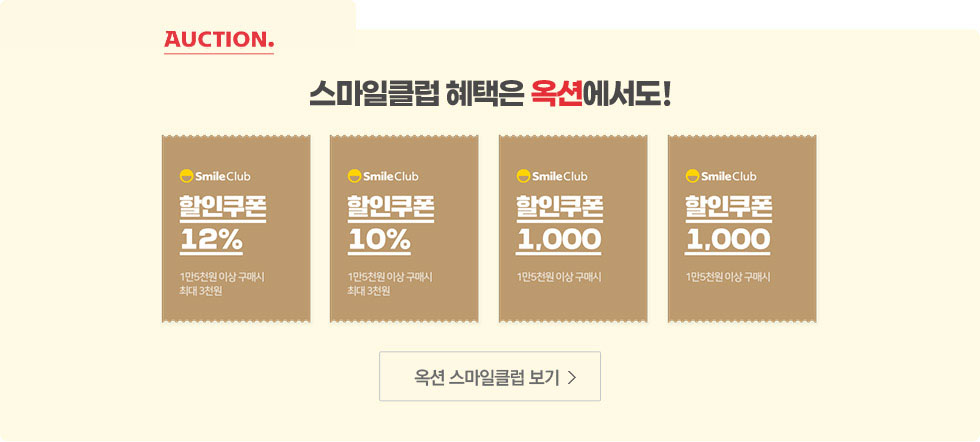 AUCTION.
스마일클럽 혜택은 옥션에서도!
Smile Club
할인쿠폰
12%
1만5천원 이상 구매시
최대 3천원
Smile Club
할인쿠폰
10%
1만5천원 이상 구매시
최대 3천원
Smile Club
할인쿠폰
1,000
1만5천원 이상 구매시
Smile Club
할인쿠폰
1,000
1만5천원 이상 구매시
옥션 스마일클럽 보기 >